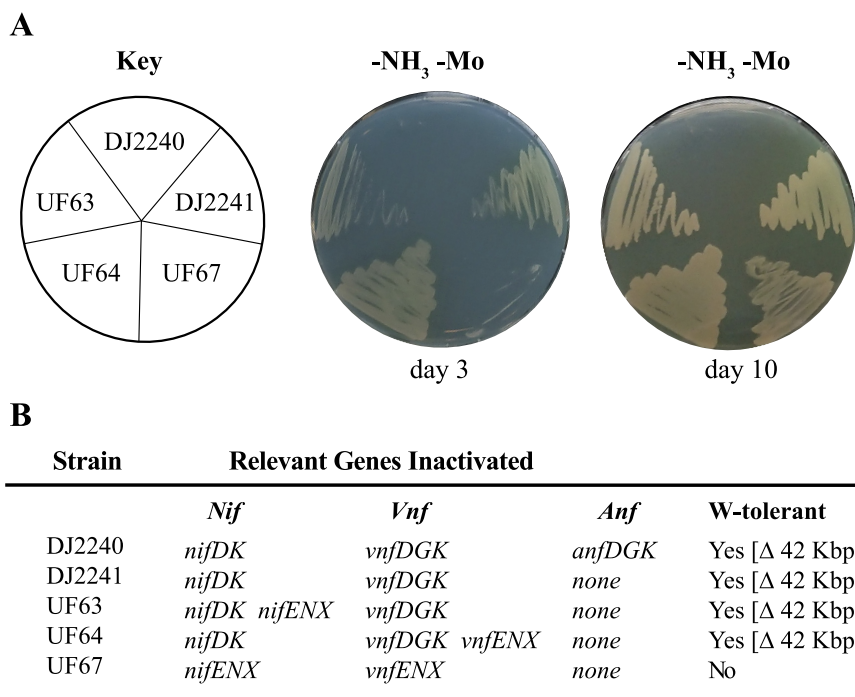 A
Key
-NH₃ -Mo
-NH₃ -Mo
DJ2240
UF63
DJ2241
UF64
UF67
day 3
day 10
B
Strain Relevant Genes Inactivated
Nif Vnf Anf W-tolerant
DJ2240 nifDK vnfDGK anfDGK Yes [Δ 42 Kbp
DJ2241 nifDK vnfDGK none Yes [Δ 42 Kbp
UF63 nifDK nifENX vnfDGK none Yes [Δ 42 Kbp
UF64 nifDK vnfDGK vnfENX none Yes [Δ 42 Kbp
UF67 nifENX vnfENX none No